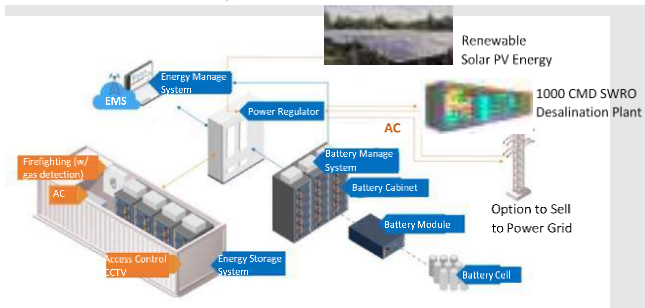 Renewable
Solar PV Energy
Energy Manage
System
EMS
1000 CMD SWRO
Desalination Plant
Power Regulator
AC
Firefighting (w/
gas detection)
Battery Manage
System
AC
Battery Cabinet
Option to Sell
to Power Grid
Battery Module
Access Control
CCTV
Energy Storage
System
Battery Cell